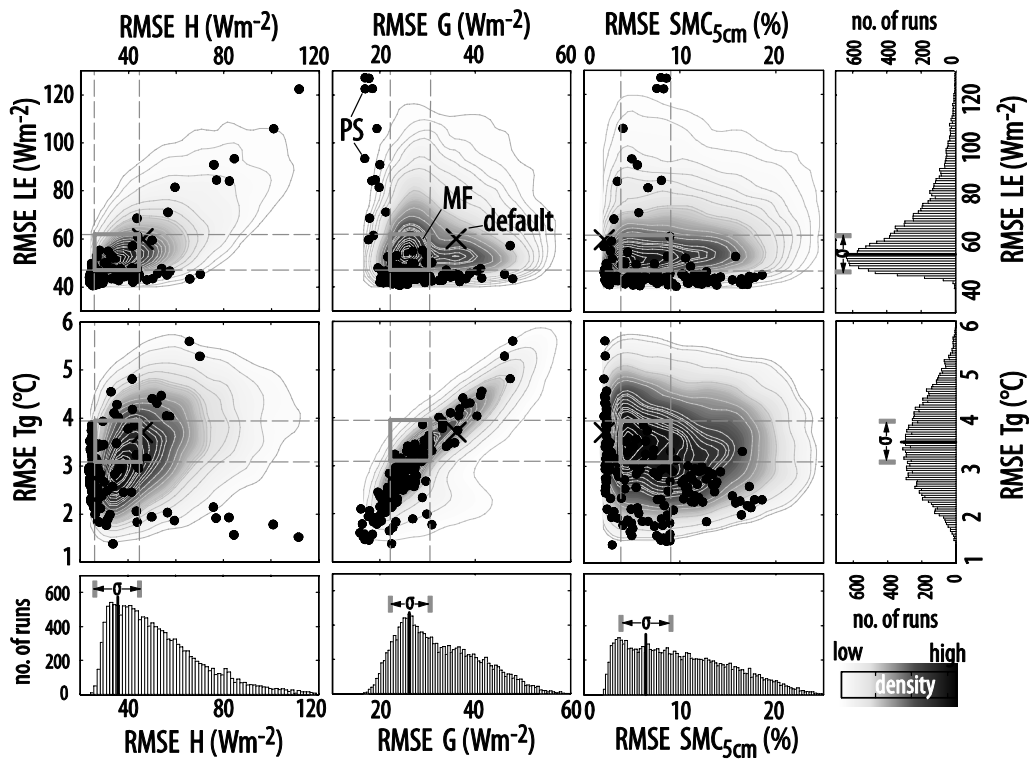 RMSE H (Wm⁻²)
RMSE G (Wm⁻²)
RMSE SMC5cm (%)
no. of runs
40 80 120
20 40 60
0 10 20
600 400 200 0
RMSE LE (Wm⁻²)
120
100
80
60
40
PS
MF
default
σ
120
100
80
60
40
RMSE LE (Wm⁻²)
RMSE Tg (°C)
6
5
4
3
2
1
σ
6
5
4
3
2
1
RMSE Tg (°C)
600 400 200 0
no. of runs
no. of runs
600
400
200
0
σ
σ
σ
low high
density
40 80 120
20 40 60
0 10 20
RMSE H (Wm⁻²)
RMSE G (Wm⁻²)
RMSE SMC5cm (%)